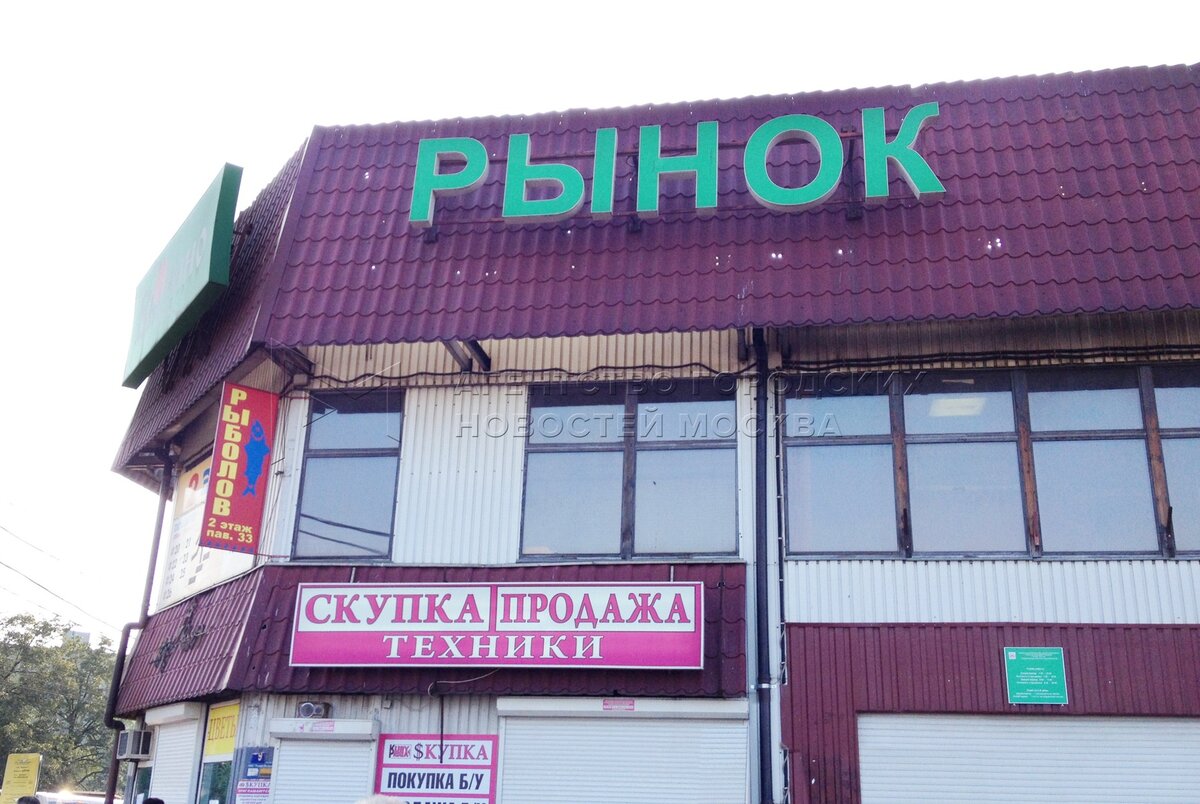 РЫНОК
РЫБОЛОВ
2 этаж
пав. 33
АГЕНТСТВО ГОРОДСКИХ
НОВОСТЕЙ МОСКВА
СКУПКА ПРОДАЖА
ТЕХНИКИ
ЦВЕТЫ
$КУПКА
ПОКУПКА Б/У